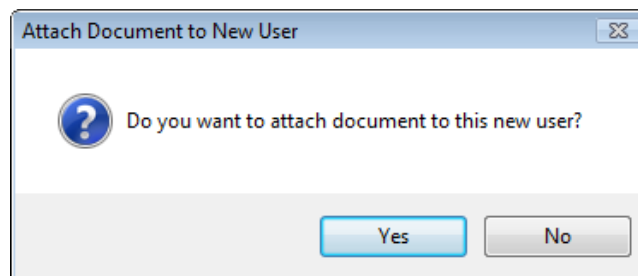 Attach Document to New User
Do you want to attach document to this new user?
Yes
No